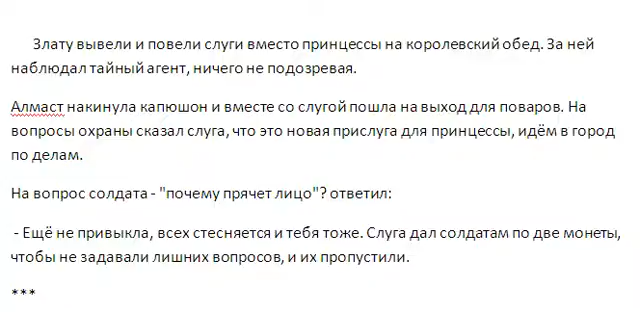 Злату вывели и повели слуги вместо принцессы на королевский обед. За ней
наблюдал тайный агент, ничего не подозревая.
Алмаст накинула капюшон и вместе со слугой пошла на выход для поваров. На
вопросы охраны сказал слуга, что это новая прислуга для принцессы, идём в город
по делам.
На вопрос солдата - "почему прячет лицо"? ответил:
- Ещё не привыкла, всех стесняется и тебя тоже. Слуга дал солдатам по две монеты,
чтобы не задавали лишних вопросов, и их пропустили.
***